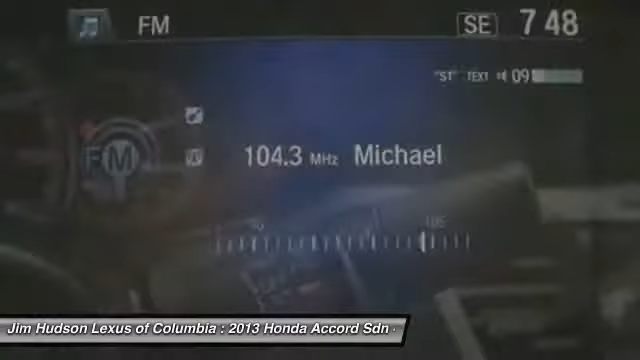 FM SE 7 48
"ST" TEXT 09
FM
104.3 MHz Michael
105
Jim Hudson Lexus of Columbia : 2013 Honda Accord Sdn -